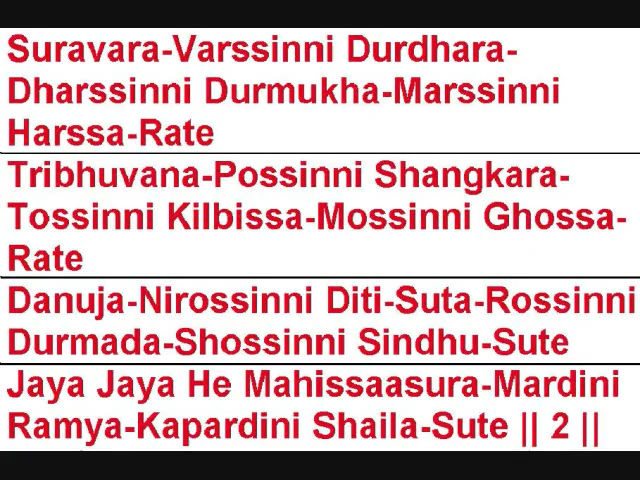 Suravara-Varssinni Durdhara-
Dharssinni Durmukha-Marssinni
Harssa-Rate
Tribhuvana-Possinni Shangkara-
Tossinni Kilbissa-Mossinni Ghossa-
Rate
Danuja-Nirossinni Diti-Suta-Rossinni
Durmada-Shossinni Sindhu-Sute
Jaya Jaya He Mahissaasura-Mardini
Ramya-Kapardini Shaila-Sute || 2 ||